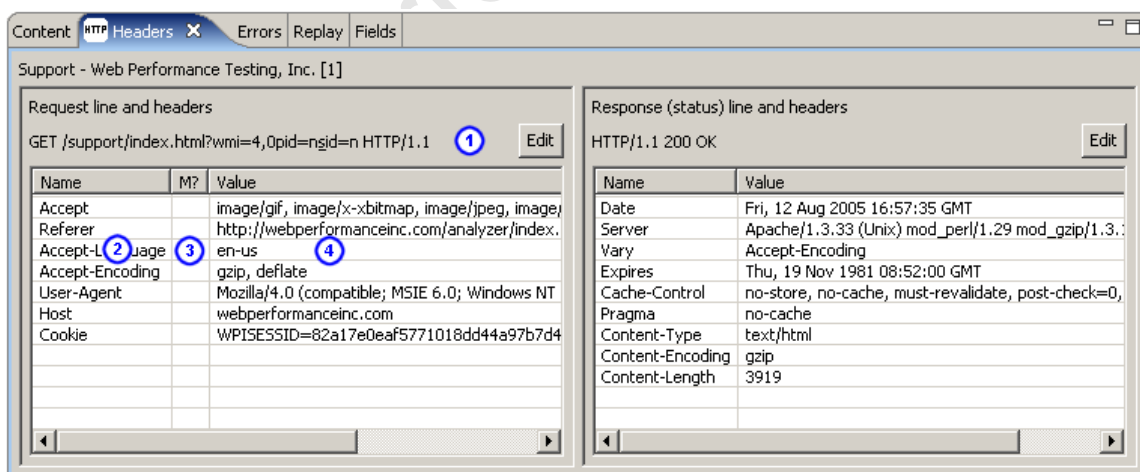 Content HTTP Headers Errors Replay Fields
Support - Web Performance Testing, Inc. [1]
Request line and headers
GET /support/index.html?wmi=4,0pid=nsid=n HTTP/1.1 1 Edit
Name M? Value
Accept image/gif, image/x-xbitmap, image/jpeg, image/
Referer http://webperformanceinc.com/analyzer/index.
Accept-L 2 uage 3 en-us 4
Accept-Encoding gzip, deflate
User-Agent Mozilla/4.0 (compatible; MSIE 6.0; Windows NT
Host webperformanceinc.com
Cookie WPISESSID=82a17e0eaf5771018dd44a97b7d4
Response (status) line and headers
HTTP/1.1 200 OK Edit
Name Value
Date Fri, 12 Aug 2005 16:57:35 GMT
Server Apache/1.3.33 (Unix) mod_perl/1.29 mod_gzip/1.3.
Vary Accept-Encoding
Expires Thu, 19 Nov 1981 08:52:00 GMT
Cache-Control no-store, no-cache, must-revalidate, post-check=0,
Pragma no-cache
Content-Type text/html
Content-Encoding gzip
Content-Length 3919